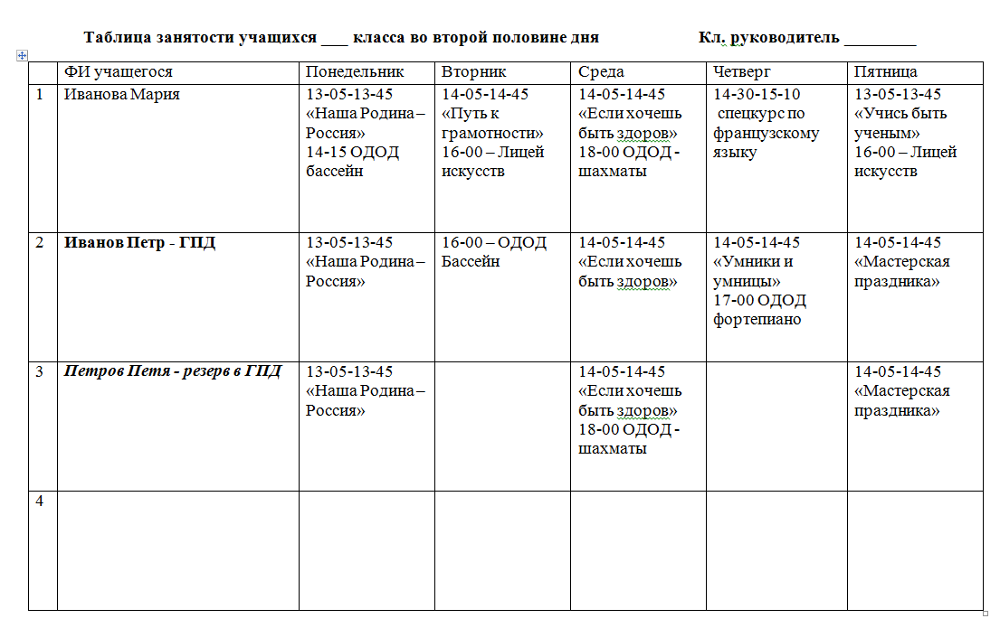 Таблица занятости учащихся ___ класса во второй половине дня Кл. руководитель _________
ФИ учащегося Понедельник Вторник Среда Четверг Пятница
1 Иванова Мария
13-05-13-45
«Наша Родина –
Россия»
14-15 ОДОД
бассейн
14-05-14-45
«Путь к
грамотности»
16-00 – Лицей
искусств
14-05-14-45
«Если хочешь
быть здоров»
18-00 ОДОД -
шахматы
14-30-15-10
спецкурс по
французскому
языку
13-05-13-45
«Учись быть
ученым»
16-00 – Лицей
искусств
2 Иванов Петр - ГПД
13-05-13-45
«Наша Родина –
Россия»
16-00 – ОДОД
Бассейн
14-05-14-45
«Если хочешь
быть здоров»
14-05-14-45
«Умники и
умницы»
17-00 ОДОД
фортепиано
14-05-14-45
«Мастерская
праздника»
3 Петров Петя - резерв в ГПД
13-05-13-45
«Наша Родина –
Россия»
14-05-14-45
«Если хочешь
быть здоров»
18-00 ОДОД -
шахматы
14-05-14-45
«Мастерская
праздника»
4